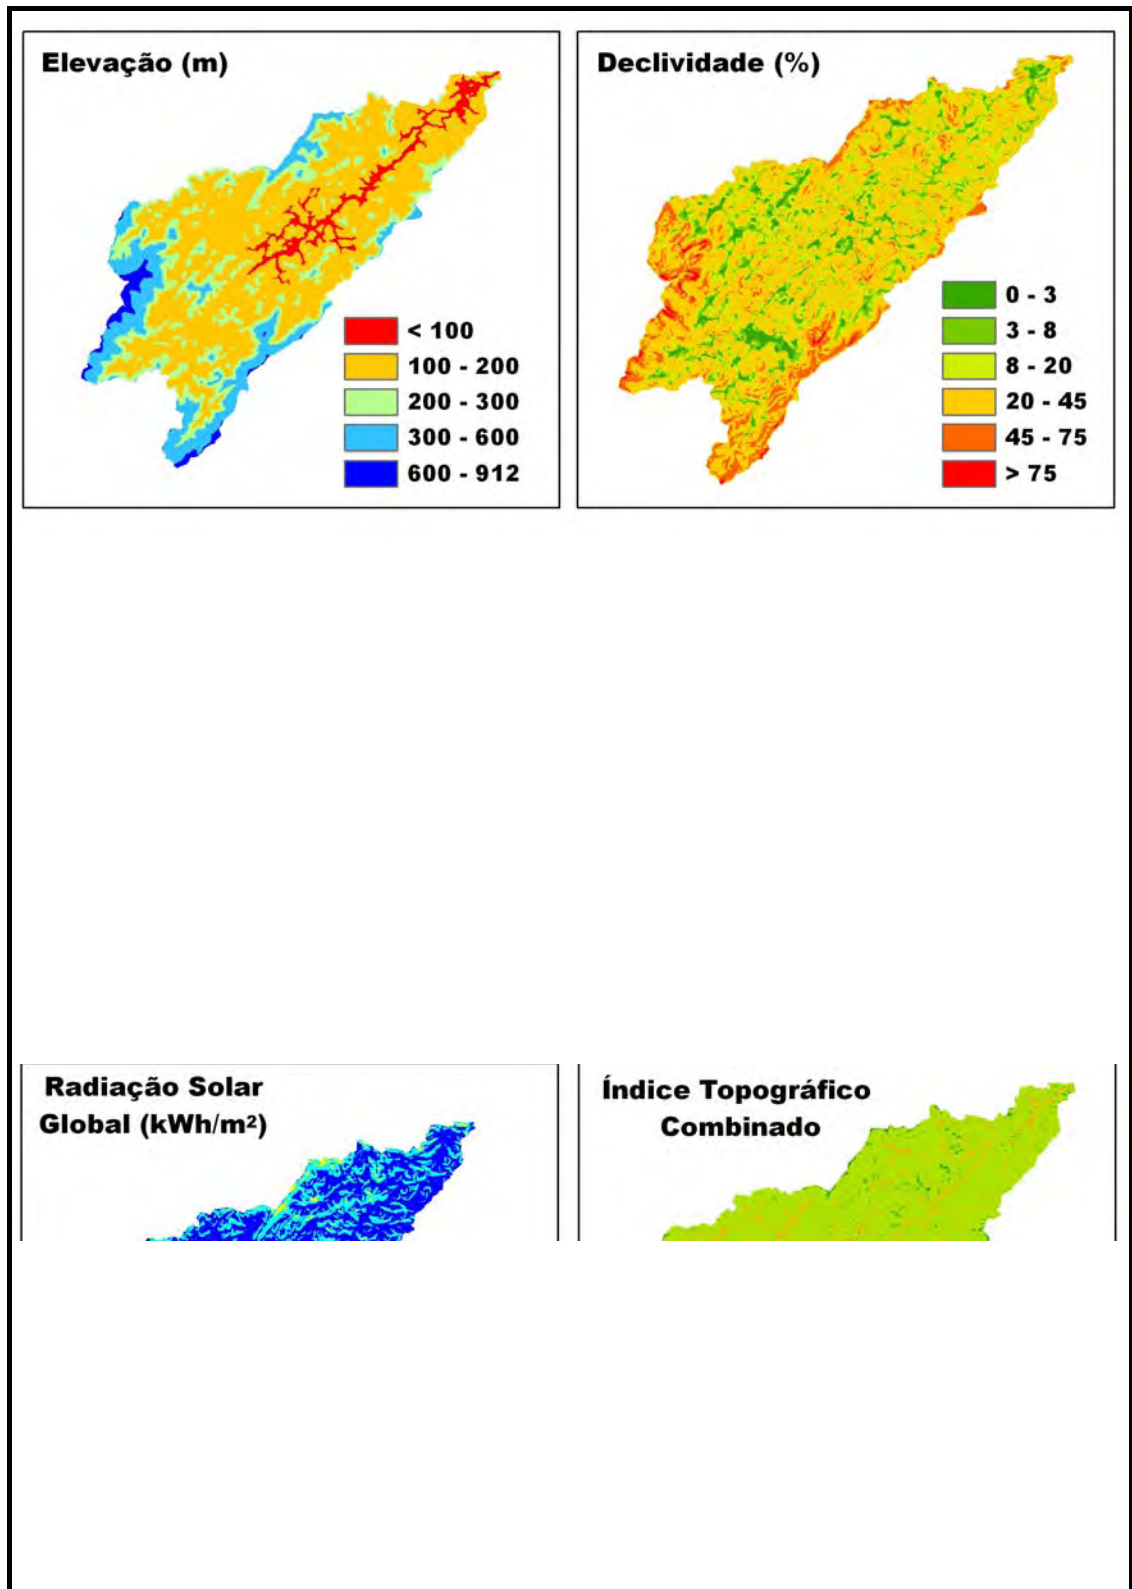 Elevação (m)
< 100
100 - 200
200 - 300
300 - 600
600 - 912
Declividade (%)
0 - 3
3 - 8
8 - 20
20 - 45
45 - 75
> 75
Radiação Solar
Global (kWh/m²)
Índice Topográfico
Combinado